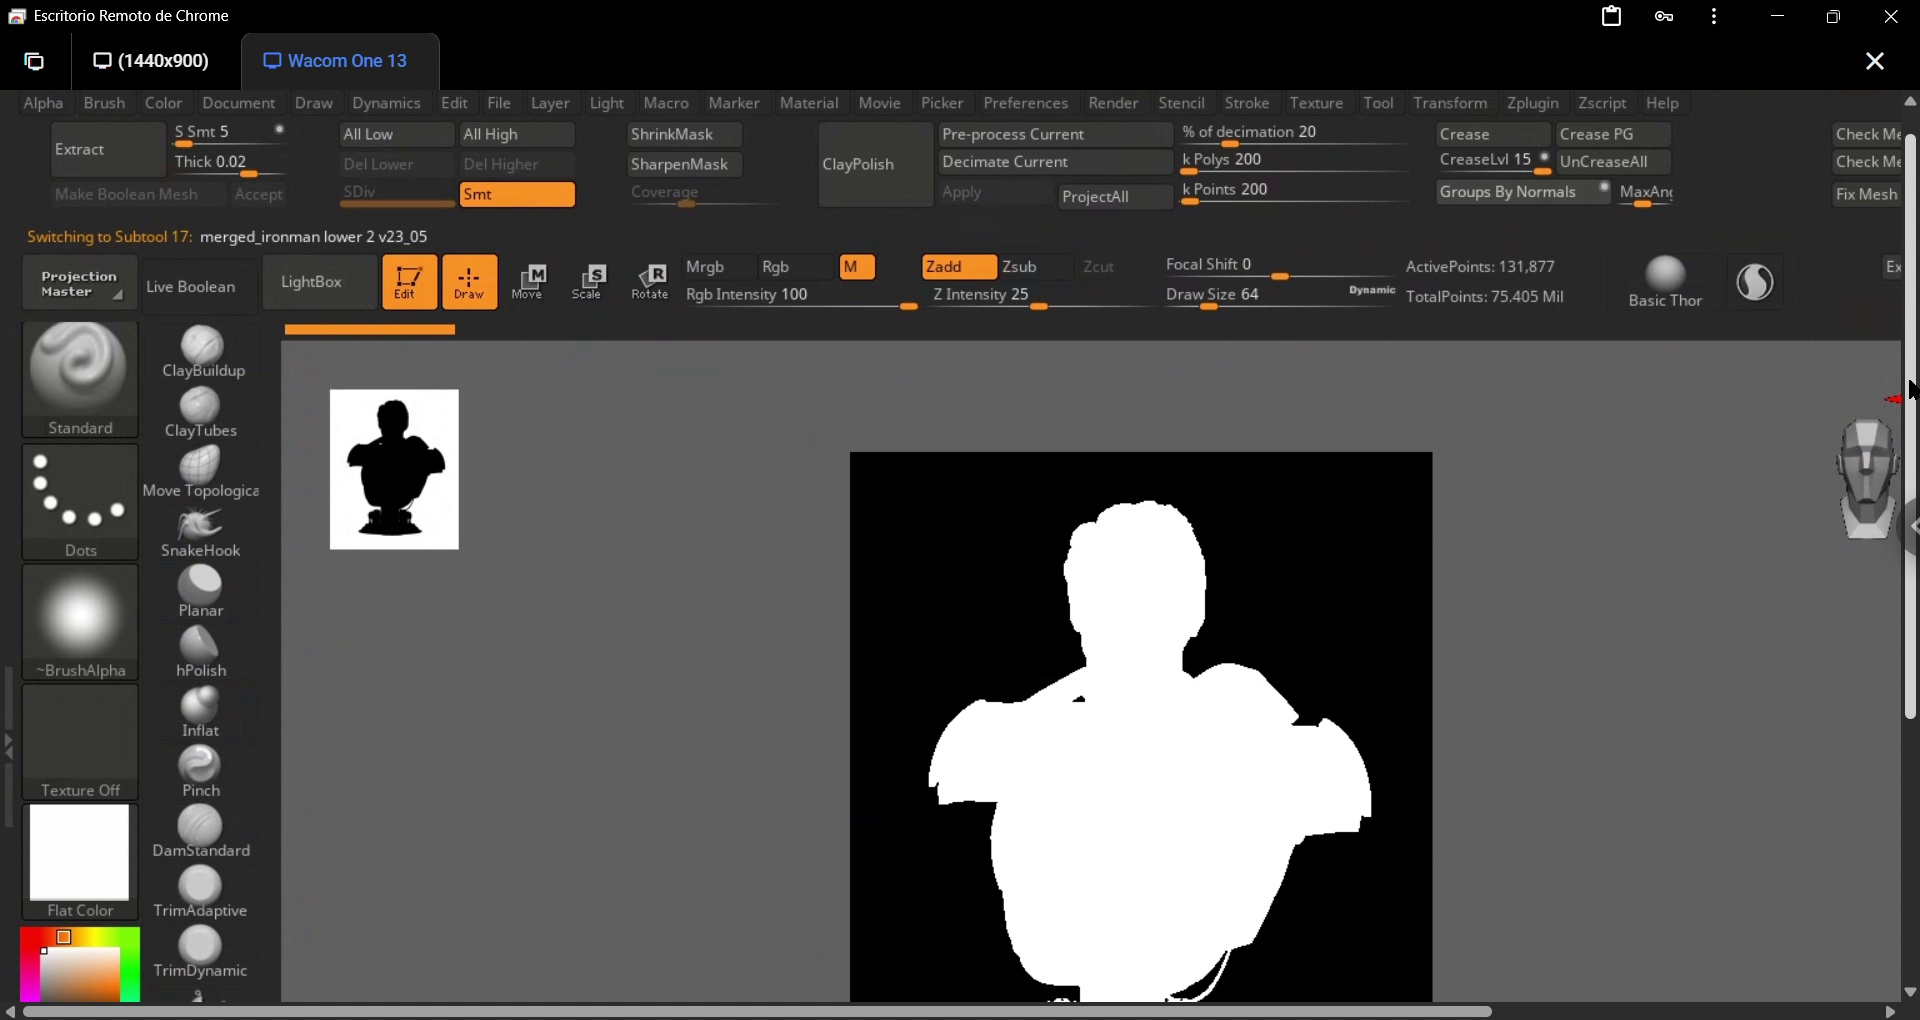 Escritorio Remoto de Chrome
(1440x900)
Wacom One 13
Alpha Brush Color Document Draw Dynamics Edit File Layer Light Macro Marker Material Movie Picker Preferences Render Stencil Stroke Texture Tool Transform Zplugin Zscript Help
Extract
S Smt 5
Thick 0.02
Make Boolean Mesh Accept
All Low All High
Del Lower Del Higher
SDiv Smt
ShrinkMask
SharpenMask
Coverage
ClayPolish
Pre-process Current
Decimate Current
Apply ProjectAll
% of decimation 20
k Polys 200
k Points 200
Crease Crease PG
CreaseLvl 15 UnCreaseAll
Groups By Normals MaxAng
Check Me
Check Me
Fix Mesh
Switching to Subtool 17: merged_ironman lower 2 v23_05
Projection
Master
Live Boolean
LightBox
Edit
Draw
M
Move
S
Scale
R
Rotate
Mrgb Rgb M
Rgb Intensity 100
Zadd Zsub Zcut
Z Intensity 25
Focal Shift 0
Draw Size 64 Dynamic
ActivePoints: 131,877
TotalPoints: 75.405 Mil
Basic Thor
Ex
Standard
Dots
~BrushAlpha
Texture Off
Flat Color
ClayBuildup
ClayTubes
Move Topologica
SnakeHook
Planar
hPolish
Inflat
Pinch
DamStandard
TrimAdaptive
TrimDynamic